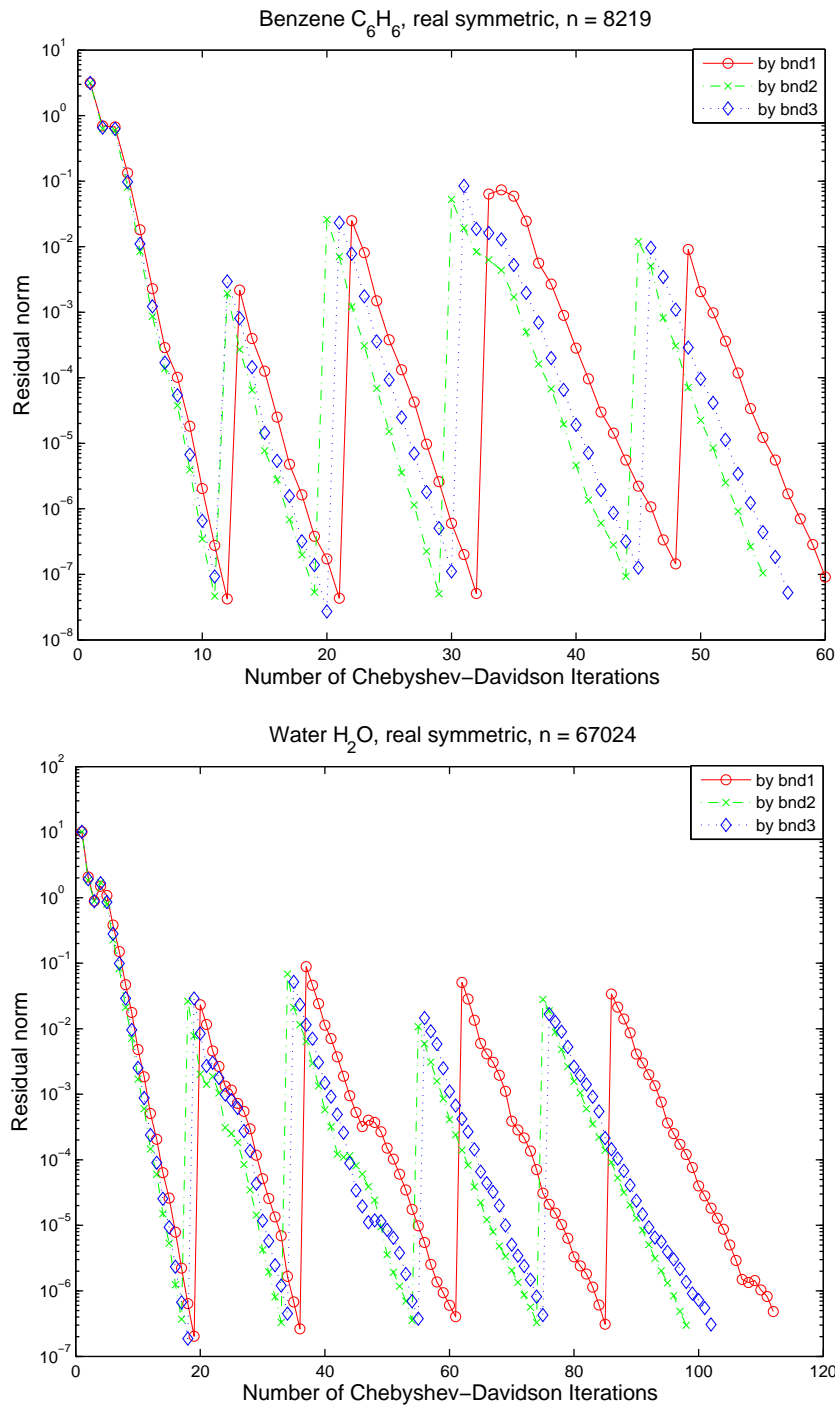 Benzene C6H6, real symmetric, n = 8219
by bnd1
by bnd2
by bnd3
Residual norm
10^1
10^0
10^−1
10^−2
10^−3
10^−4
10^−5
10^−6
10^−7
10^−8
0 10 20 30 40 50 60
Number of Chebyshev−Davidson Iterations
Water H2O, real symmetric, n = 67024
by bnd1
by bnd2
by bnd3
Residual norm
10^2
10^1
10^0
10^−1
10^−2
10^−3
10^−4
10^−5
10^−6
10^−7
0 20 40 60 80 100 120
Number of Chebyshev−Davidson Iterations